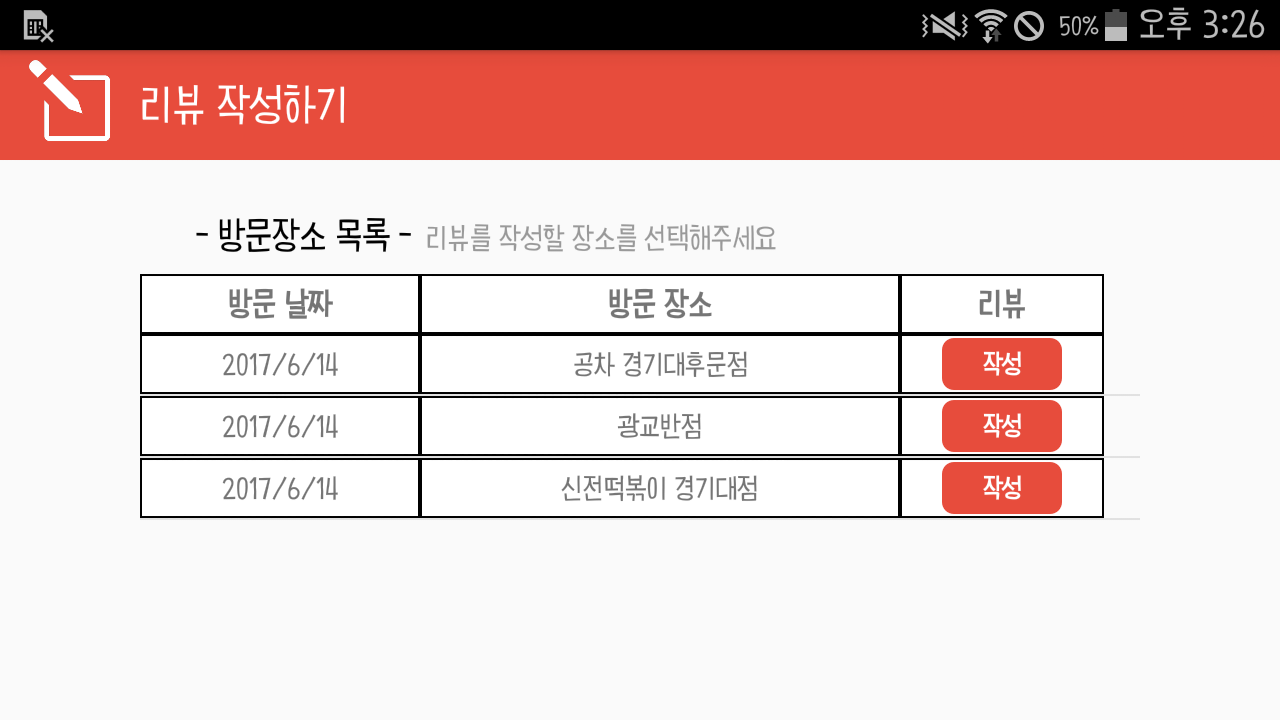 50% 오후 3:26
리뷰 작성하기
- 방문장소 목록 - 리뷰를 작성할 장소를 선택해주세요
방문 날짜 방문 장소 리뷰
2017/6/14 공차 경기대후문점 작성
2017/6/14 광교반점 작성
2017/6/14 신전떡볶이 경기대점 작성